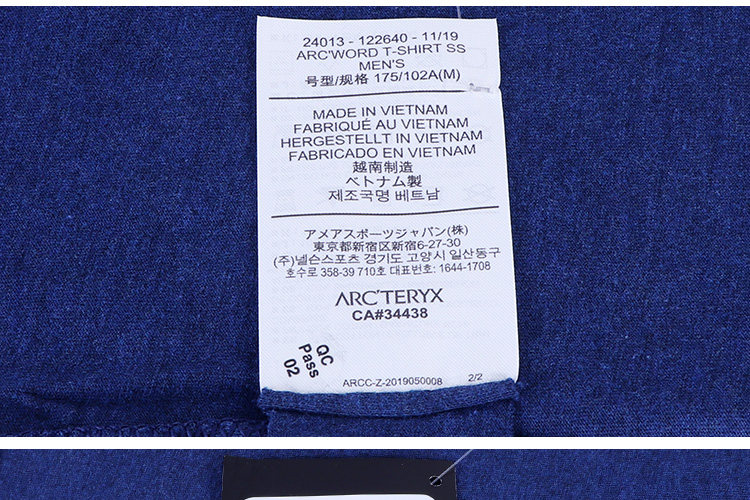 24013 - 122640 - 11/19
ARC'WORD T-SHIRT SS
MEN'S
号型/规格 175/102A(M)
MADE IN VIETNAM
FABRIQUÉ AU VIETNAM
HERGESTELLT IN VIETNAM
FABRICADO EN VIETNAM
越南制造
ベトナム製
제조국명 베트남
アメアスポーツジャパン(株)
東京都新宿区新宿6-27-30
(주)넬슨스포츠 경기도 고양시 일산동구
호수로 358-39 710호 대표번호: 1644-1708
ARC'TERYX
CA#34438
QC
Pass
02
ARCC-Z-2019050008 2/2